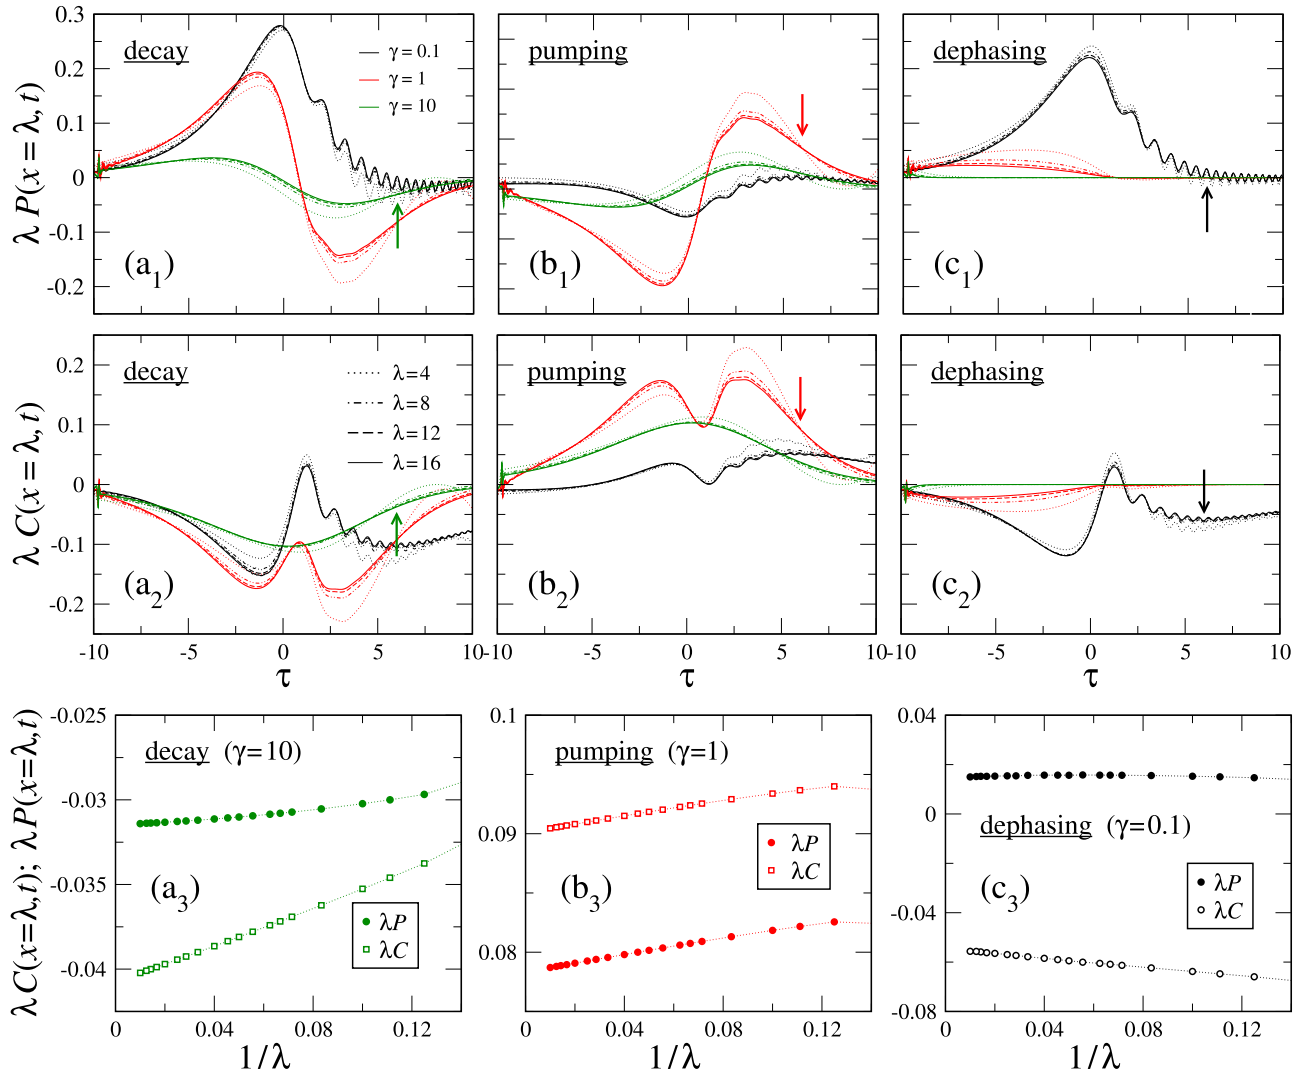 λ P(x = λ, t)
0.3
0.2
0.1
0
-0.1
-0.2
decay
γ = 0.1
γ = 1
γ = 10
(a1)
pumping
(b1)
dephasing
(c1)
λ C(x = λ, t)
0.2
0.1
0
-0.1
-0.2
decay
λ=4
λ=8
λ=12
λ=16
(a2)
-10 -5 0 5 10
τ
pumping
(b2)
-10 -5 0 5 10
τ
dephasing
(c2)
-5 0 5 10
τ
λC(x=λ,t); λP(x=λ,t)
-0.025
-0.03
-0.035
-0.04
decay (γ=10)
(a3)
λP
λC
0 0.04 0.08 0.12
1/λ
0.1
0.09
0.08
pumping (γ=1)
λP
λC
(b3)
0 0.04 0.08 0.12
1/λ
0.04
0
-0.04
-0.08
dephasing (γ=0.1)
(c3)
λP
λC
0 0.04 0.08 0.12
1/λ